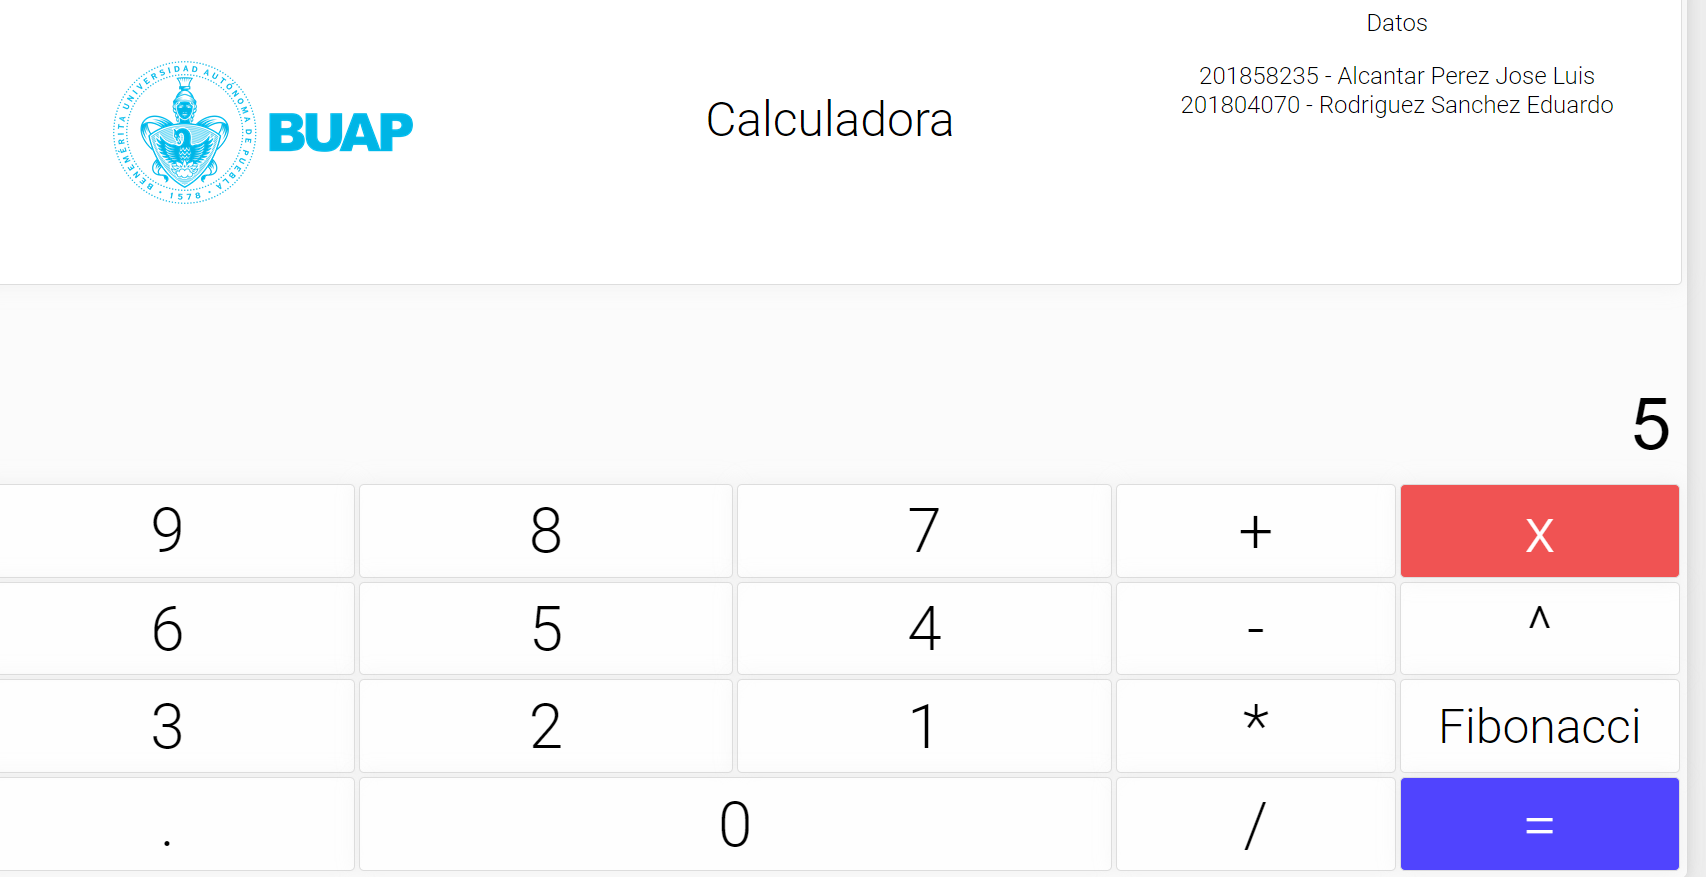 Datos
BENEMÉRITA UNIVERSIDAD AUTÓNOMA DE PUEBLA
1578
BUAP
Calculadora
201858235 - Alcantar Perez Jose Luis
201804070 - Rodriguez Sanchez Eduardo
5
9 8 7 + x
6 5 4 - ^
3 2 1 * Fibonacci
. 0 / =